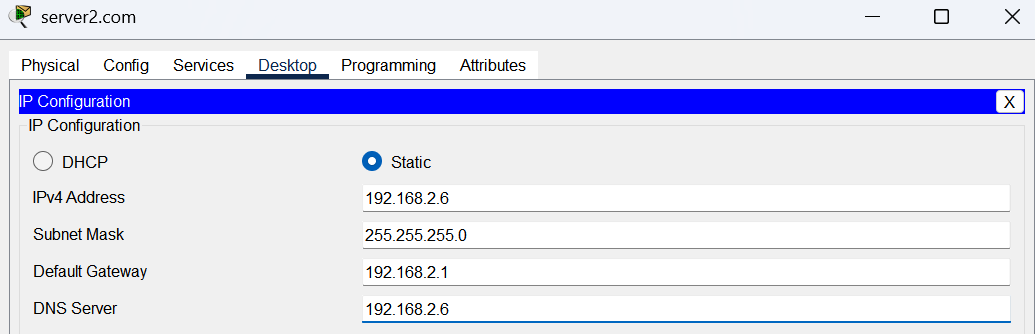 server2.com
Physical Config Services Desktop Programming Attributes
IP Configuration X
IP Configuration
DHCP Static
IPv4 Address 192.168.2.6
Subnet Mask 255.255.255.0
Default Gateway 192.168.2.1
DNS Server 192.168.2.6